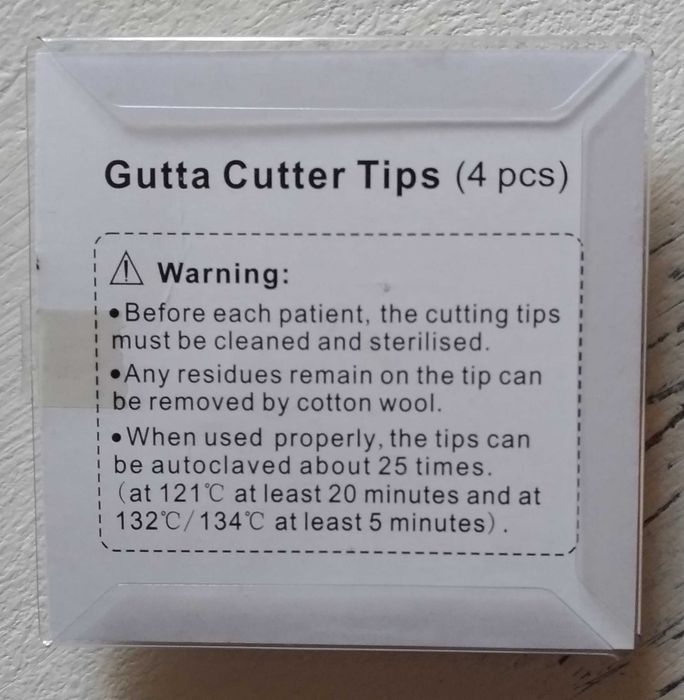 Gutta Cutter Tips (4 pcs)
Warning:
•Before each patient, the cutting tips
must be cleaned and sterilised.
•Any residues remain on the tip can
be removed by cotton wool.
•When used properly, the tips can
be autoclaved about 25 times.
(at 121℃ at least 20 minutes and at
132℃/134℃ at least 5 minutes).